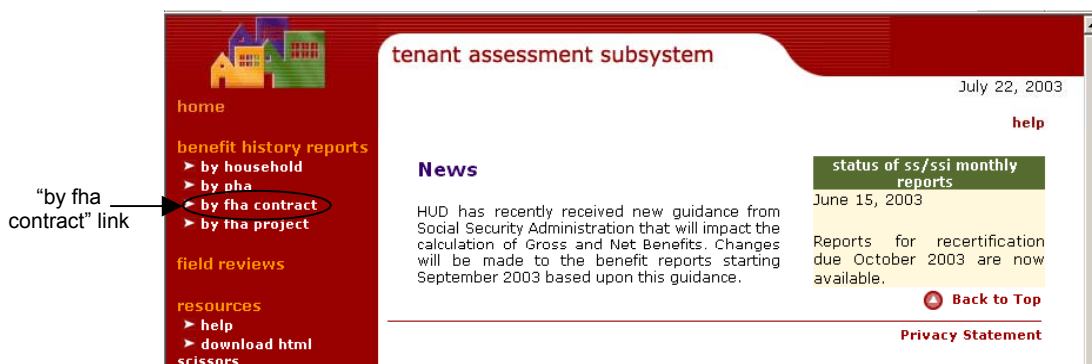 tenant assessment subsystem
July 22, 2003
help
home
benefit history reports
by household
by pha
by fha contract
by fha project
field reviews
resources
help
download html
scissors
“by fha
contract” link
News
HUD has recently received new guidance from
Social Security Administration that will impact the
calculation of Gross and Net Benefits. Changes
will be made to the benefit reports starting
September 2003 based upon this guidance.
status of ss/ssi monthly
reports
June 15, 2003
Reports for recertification
due October 2003 are now
available.
Back to Top
Privacy Statement